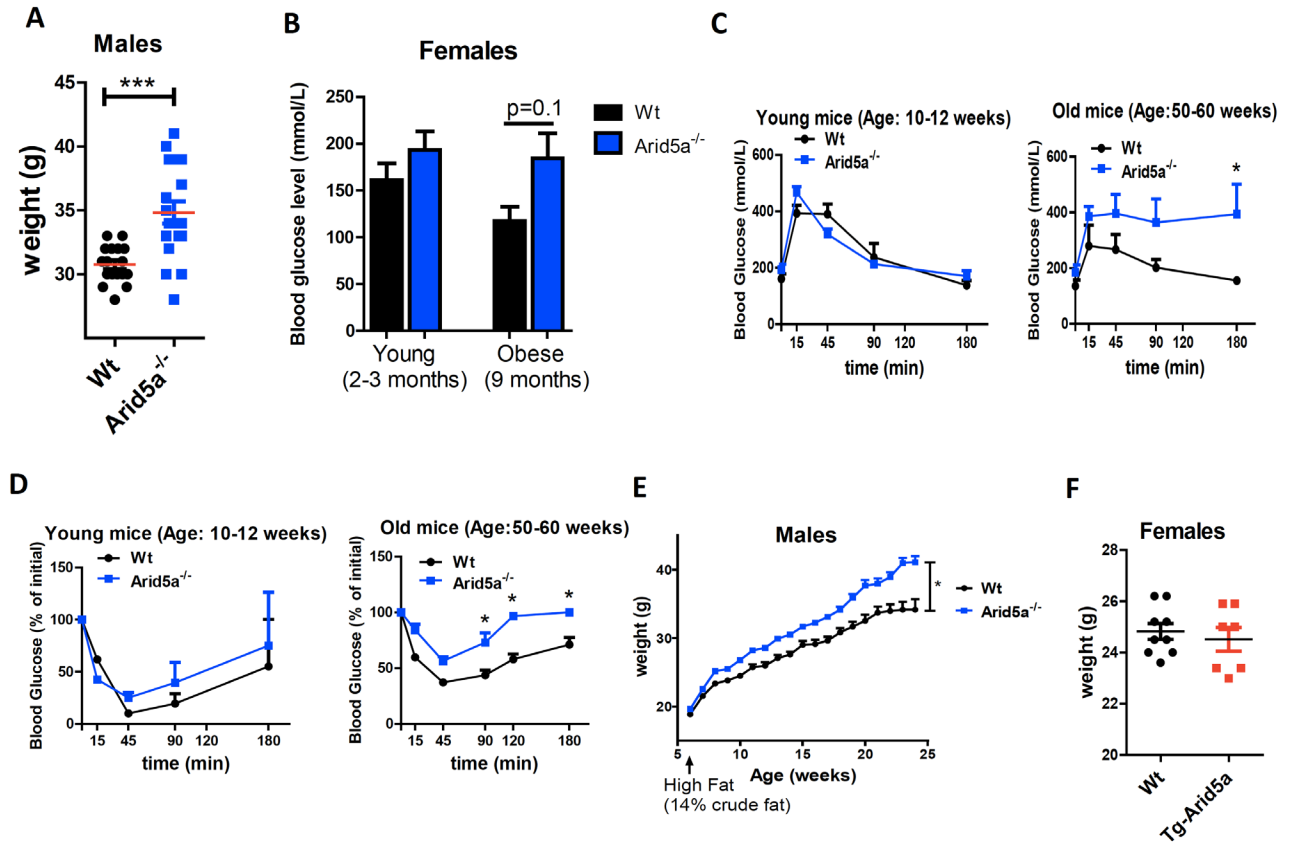 A
Males
***
weight (g)
45
40
35
30
Wt
Arid5a-/-
B
Females
Blood glucose level (mmol/L)
250
200
150
100
50
0
p=0.1
Wt
Arid5a-/-
Young
(2-3 months)
Obese
(9 months)
C
Young mice (Age: 10-12 weeks)
Wt
Arid5a-/-
Blood Glucose (mmol/L)
600
400
200
0
15 45 90 120 180
time (min)
Old mice (Age:50-60 weeks)
Wt
Arid5a-/-
*
Blood Glucose (mmol/L)
600
400
200
0
15 45 90 120 180
time (min)
D
Young mice (Age: 10-12 weeks)
Wt
Arid5a-/-
Blood Glucose (% of initial)
150
100
50
0
15 45 90 120 180
time (min)
Old mice (Age:50-60 weeks)
Wt
Arid5a-/-
* * *
Blood Glucose (% of initial)
150
100
50
0
15 45 90 120 180
time (min)
E
Males
weight (g)
40
30
20
*
Wt
Arid5a-/-
5 10 15 20 25
Age (weeks)
High Fat
(14% crude fat)
F
Females
weight (g)
28
26
24
22
20
Wt
Tg-Arid5a